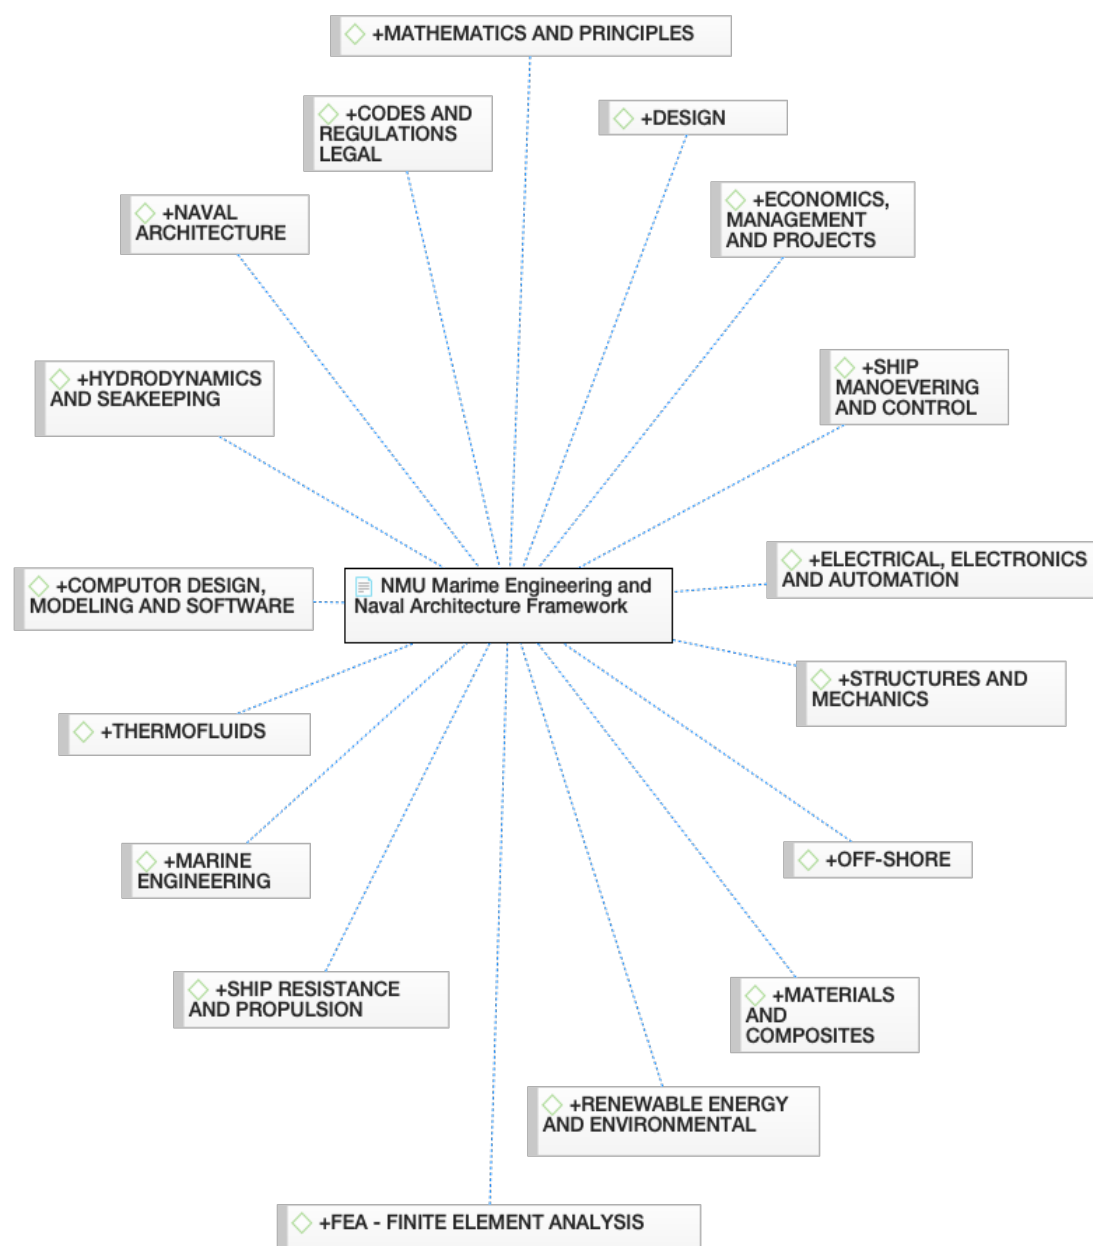 +MATHEMATICS AND PRINCIPLES
+CODES AND
REGULATIONS
LEGAL
+DESIGN
+NAVAL
ARCHITECTURE
+ECONOMICS,
MANAGEMENT
AND PROJECTS
+HYDRODYNAMICS
AND SEAKEEPING
+SHIP
MANOEVERING
AND CONTROL
+ELECTRICAL, ELECTRONICS
AND AUTOMATION
+COMPUTOR DESIGN,
MODELING AND SOFTWARE
NMU Marime Engineering and
Naval Architecture Framework
+STRUCTURES AND
MECHANICS
+THERMOFLUIDS
+MARINE
ENGINEERING
+OFF-SHORE
+SHIP RESISTANCE
AND PROPULSION
+MATERIALS
AND
COMPOSITES
+RENEWABLE ENERGY
AND ENVIRONMENTAL
+FEA - FINITE ELEMENT ANALYSIS